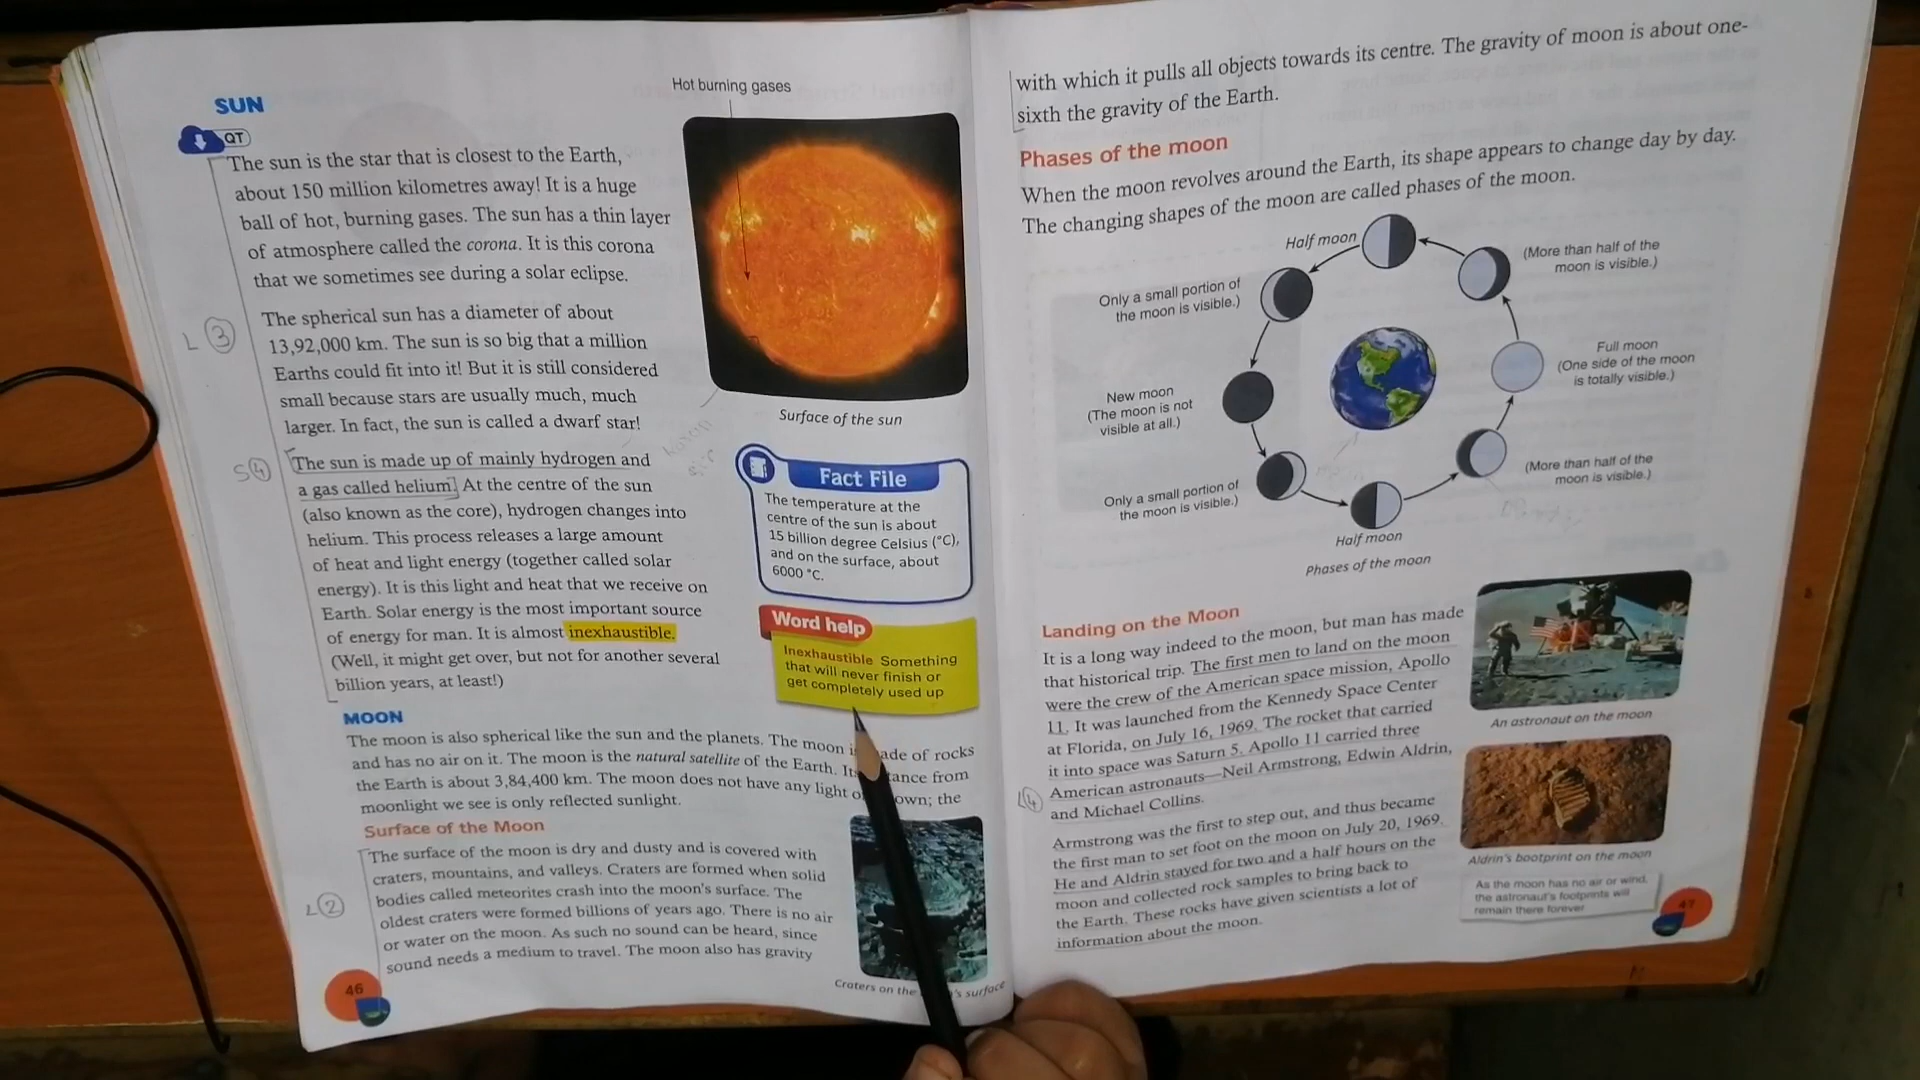 SUN
QT
The sun is the star that is closest to the Earth,
about 150 million kilometres away! It is a huge
ball of hot, burning gases. The sun has a thin layer
of atmosphere called the corona. It is this corona
that we sometimes see during a solar eclipse.
L 3
The spherical sun has a diameter of about
13,92,000 km. The sun is so big that a million
Earths could fit into it! But it is still considered
small because stars are usually much, much
larger. In fact, the sun is called a dwarf star!
S 4
The sun is made up of mainly hydrogen and
a gas called helium. At the centre of the sun
(also known as the core), hydrogen changes into
helium. This process releases a large amount
of heat and light energy (together called solar
energy). It is this light and heat that we receive on
Earth. Solar energy is the most important source
of energy for man. It is almost inexhaustible.
(Well, it might get over, but not for another several
billion years, at least!)
Hot burning gases
Surface of the sun
Fact File
The temperature at the
centre of the sun is about
15 billion degree Celsius (°C),
and on the surface, about
6000 °C.
Word help
Inexhaustible Something
that will never finish or
get completely used up
MOON
The moon is also spherical like the sun and the planets. The moon ade of rocks
and has no air on it. The moon is the natural satellite of the Earth. tance from
the Earth is about 3,84,400 km. The moon does not have any light own; the
moonlight we see is only reflected sunlight.
Surface of the Moon
The surface of the moon is dry and dusty and is covered with
craters, mountains, and valleys. Craters are formed when solid
bodies called meteorites crash into the moon's surface. The
L 2
oldest craters were formed billions of years ago. There is no air
or water on the moon. As such no sound can be heard, since
sound needs a medium to travel. The moon also has gravity
Craters on the 's surface
46
with which it pulls all objects towards its centre. The gravity of moon is about one-
sixth the gravity of the Earth.
Phases of the moon
When the moon revolves around the Earth, its shape appears to change day by day.
The changing shapes of the moon are called phases of the moon.
Half moon
(More than half of the
moon is visible.)
Only a small portion of
the moon is visible.)
Full moon
(One side of the moon
is totally visible.)
New moon
(The moon is not
visible at all.)
(More than half of the
moon is visible.)
Only a small portion of
the moon is visible.)
Half moon
Phases of the moon
Landing on the Moon
It is a long way indeed to the moon, but man has made
that historical trip. The first men to land on the moon
were the crew of the American space mission, Apollo
11. It was launched from the Kennedy Space Center
at Florida, on July 16, 1969. The rocket that carried
it into space was Saturn 5. Apollo 11 carried three
American astronauts—Neil Armstrong, Edwin Aldrin,
and Michael Collins.
L 4
Armstrong was the first to step out, and thus became
the first man to set foot on the moon on July 20, 1969.
He and Aldrin stayed for two and a half hours on the
moon and collected rock samples to bring back to
the Earth. These rocks have given scientists a lot of
information about the moon.
An astronaut on the moon
Aldrin's bootprint on the moon
As the moon has no air or wind,
the astronaut's footprints will
remain there forever
47